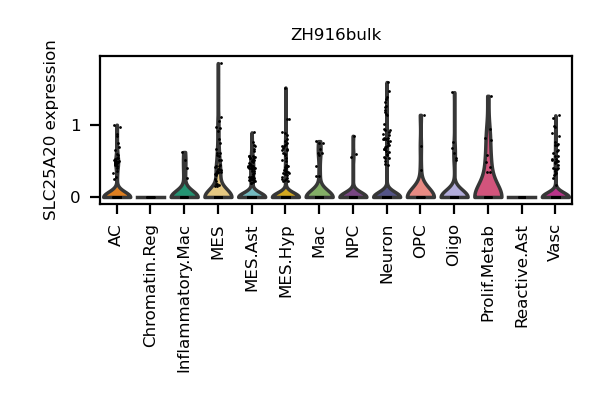 ZH916bulk
SLC25A20 expression
1
0
AC
Chromatin.Reg
Inflammatory.Mac
MES
MES.Ast
MES.Hyp
Mac
NPC
Neuron
OPC
Oligo
Prolif.Metab
Reactive.Ast
Vasc